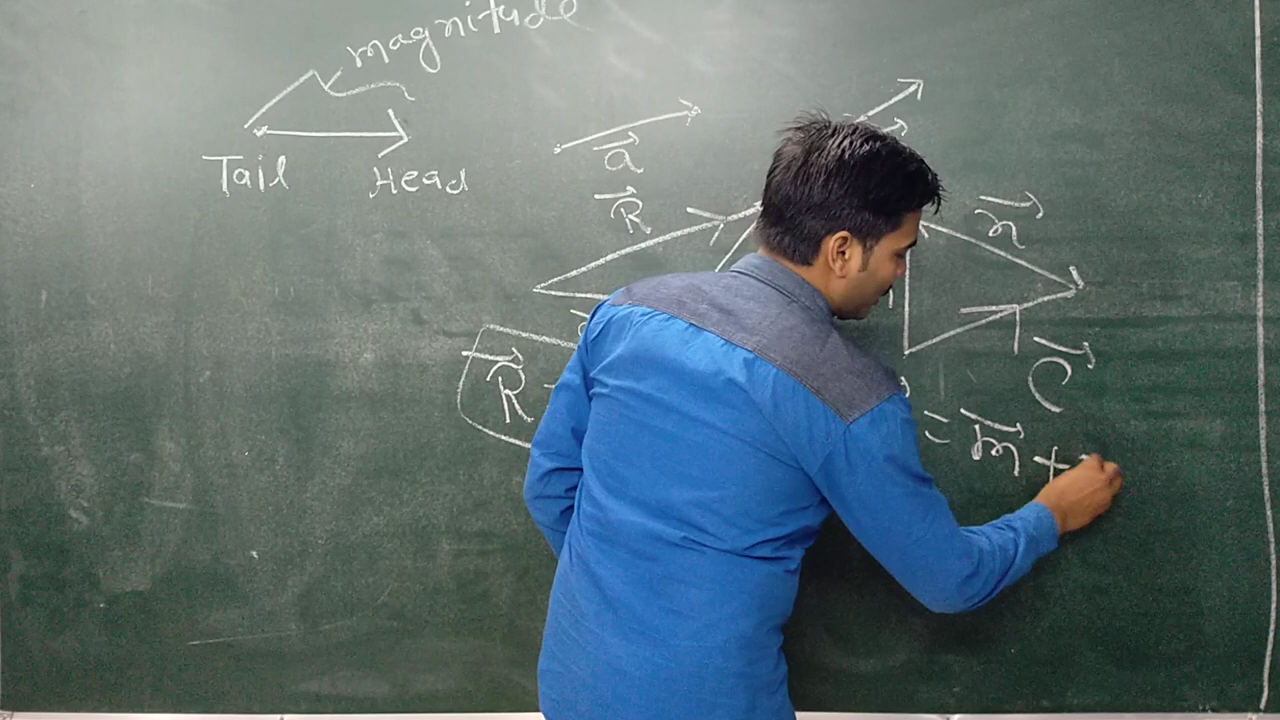 magnitude
Tail Head
a⃗
R⃗
n⃗
R⃗
C⃗
= m⃗ +